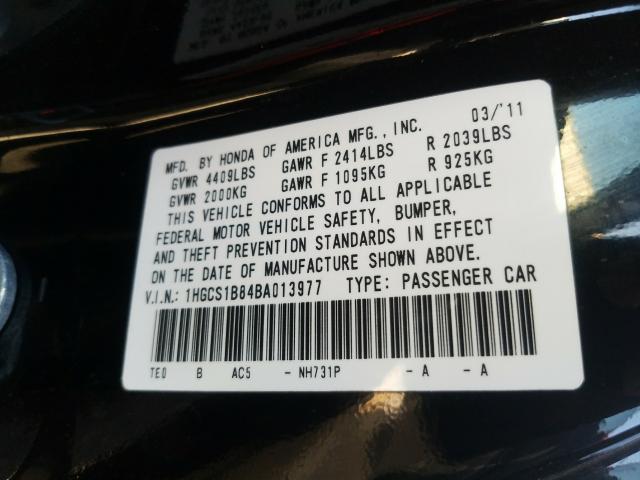 MFD. BY HONDA OF AMERICA MFG., INC. 03/'11
GVWR 4409LBS GAWR F 2414LBS R 2039LBS
GVWR 2000KG GAWR F 1095KG R 925KG
THIS VEHICLE CONFORMS TO ALL APPLICABLE
FEDERAL MOTOR VEHICLE SAFETY, BUMPER,
AND THEFT PREVENTION STANDARDS IN EFFECT
ON THE DATE OF MANUFACTURE SHOWN ABOVE.
V.I.N.: 1HGCS1B84BA013977 TYPE: PASSENGER CAR
TE0 B AC5 - NH731P - A - A